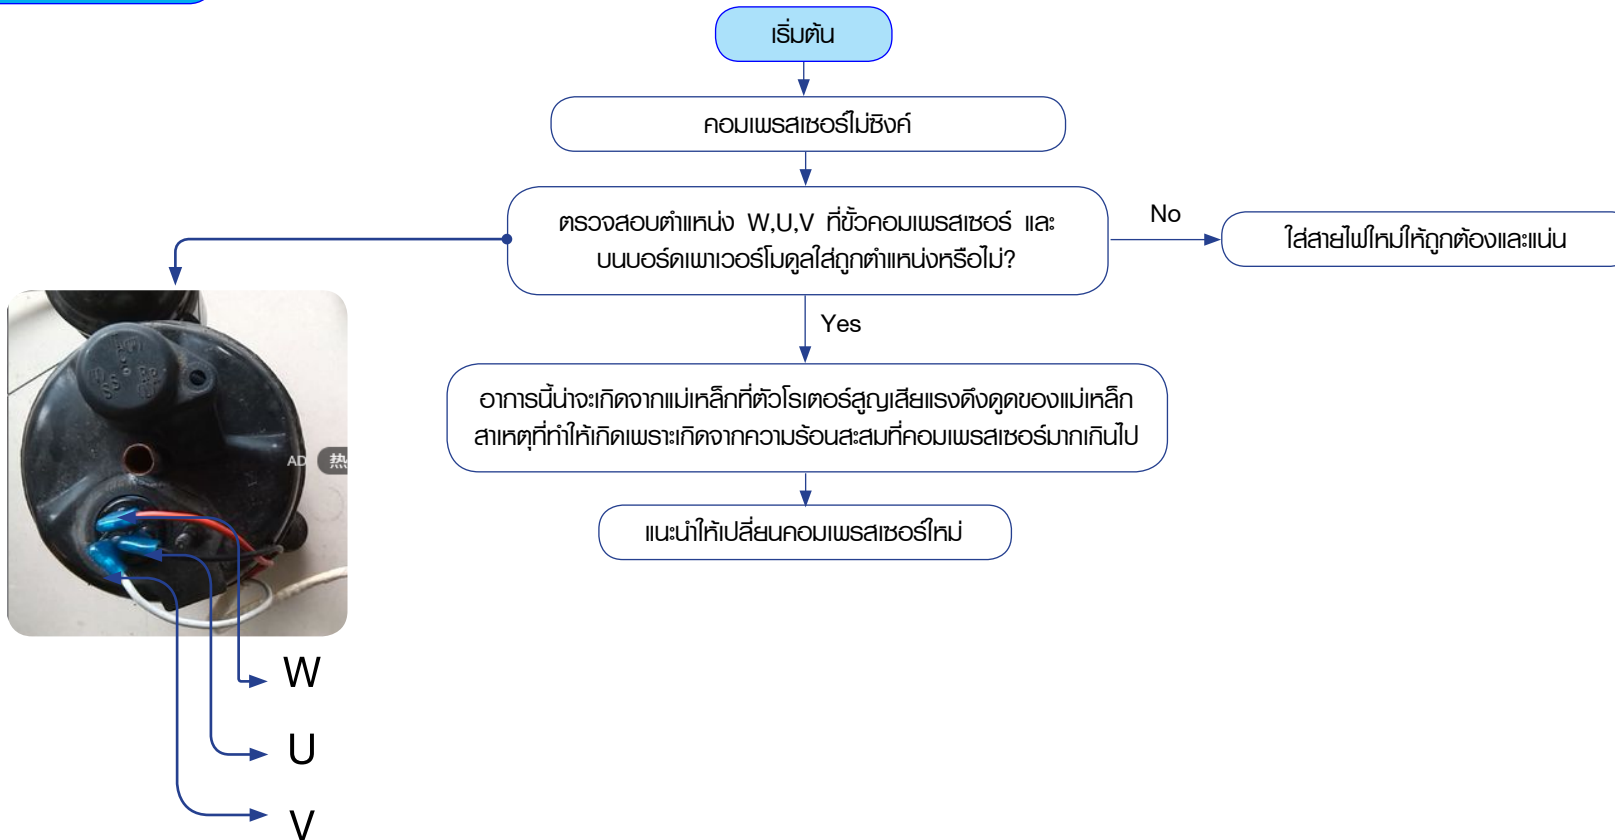 เริ่มต้น
คอมเพรสเซอร์ไม่ซิงค์
ตรวจสอบตำแหน่ง W,U,V ที่ขั้วคอมเพรสเซอร์ และ
บนบอร์ดเพาเวอร์โมดูลใส่ถูกตำแหน่งหรือไม่?
No
ใส่สายไฟใหม่ให้ถูกต้องและแน่น
Yes
อาการนี้น่าจะเกิดจากแม่เหล็กที่ตัวโรเตอร์สูญเสียแรงดึงดูดของแม่เหล็ก
สาเหตุที่ทำให้เกิดเพราะเกิดจากความร้อนสะสมที่คอมเพรสเซอร์มากเกินไป
แนะนำให้เปลี่ยนคอมเพรสเซอร์ใหม่
AD 热
W
U
V